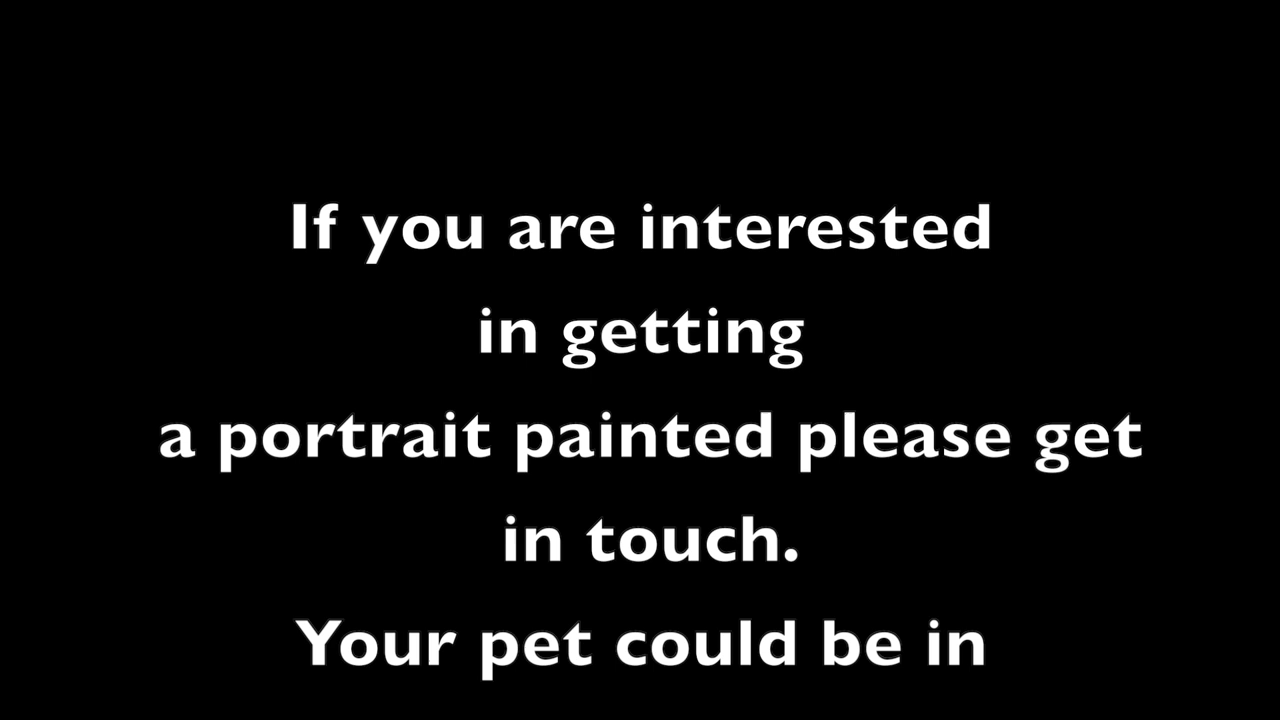 If you are interested
in getting
a portrait painted please get
in touch.
Your pet could be in